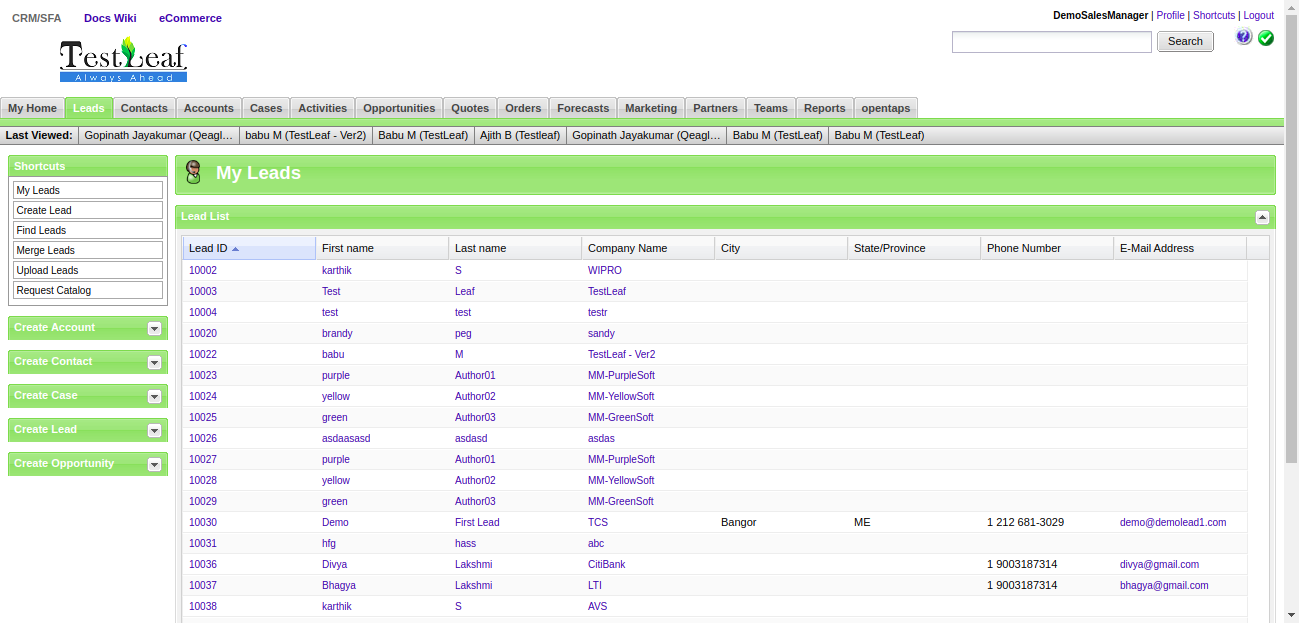 CRM/SFA Docs Wiki eCommerce
DemoSalesManager | Profile | Shortcuts | Logout
TestLeaf
Always Ahead
Search
?
My Home Leads Contacts Accounts Cases Activities Opportunities Quotes Orders Forecasts Marketing Partners Teams Reports opentaps
Last Viewed: Gopinath Jayakumar (Qeagl… babu M (TestLeaf - Ver2) Babu M (TestLeaf) Ajith B (Testleaf) Gopinath Jayakumar (Qeagl… Babu M (TestLeaf) Babu M (TestLeaf)
Shortcuts
My Leads
Create Lead
Find Leads
Merge Leads
Upload Leads
Request Catalog
Create Account
Create Contact
Create Case
Create Lead
Create Opportunity
My Leads
Lead List
Lead ID First name Last name Company Name City State/Province Phone Number E-Mail Address
10002 karthik S WIPRO
10003 Test Leaf TestLeaf
10004 test test testr
10020 brandy peg sandy
10022 babu M TestLeaf - Ver2
10023 purple Author01 MM-PurpleSoft
10024 yellow Author02 MM-YellowSoft
10025 green Author03 MM-GreenSoft
10026 asdaasasd asdasd asdas
10027 purple Author01 MM-PurpleSoft
10028 yellow Author02 MM-YellowSoft
10029 green Author03 MM-GreenSoft
10030 Demo First Lead TCS Bangor ME 1 212 681-3029 demo@demolead1.com
10031 hfg hass abc
10036 Divya Lakshmi CitiBank 1 9003187314 divya@gmail.com
10037 Bhagya Lakshmi LTI 1 9003187314 bhagya@gmail.com
10038 karthik S AVS